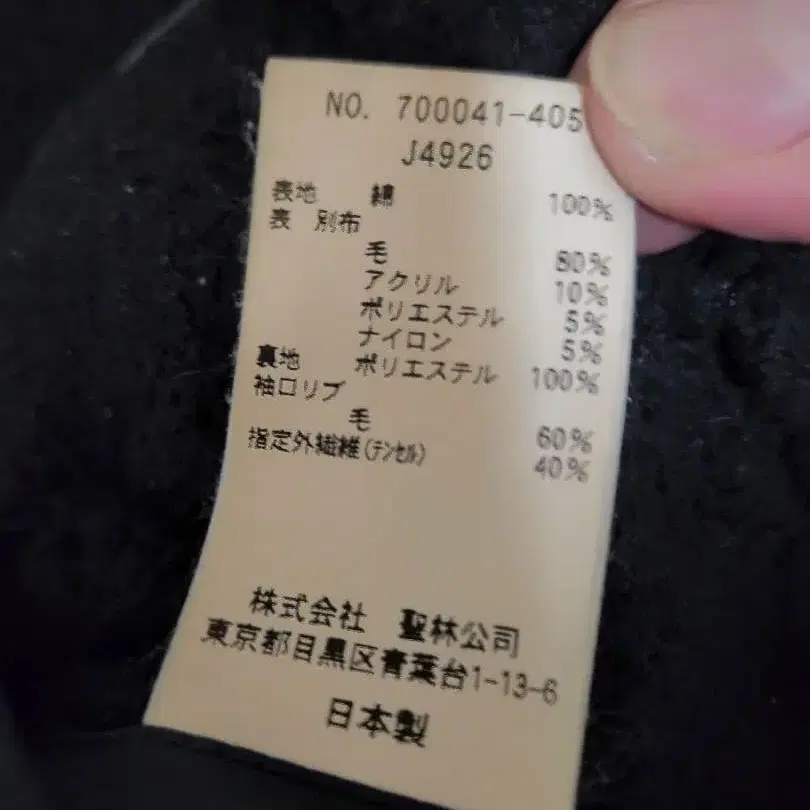 NO. 700041-405
J4926
表地 綿 100%
表 別布
毛 80%
アクリル 10%
ポリエステル 5%
ナイロン 5%
裏地 ポリエステル 100%
袖口リブ
毛 60%
指定外繊維(テンセル) 40%
株式会社 聖林公司
東京都目黒区青葉台1-13-6
日本製